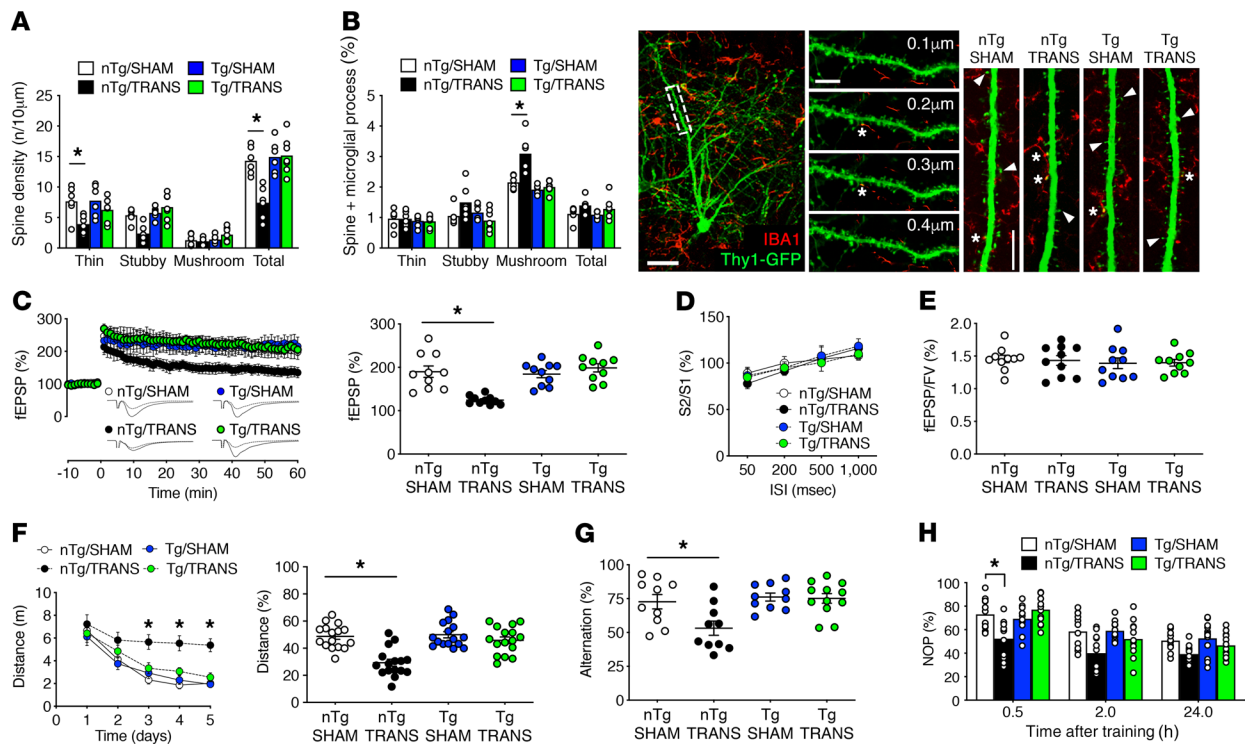 A
nTg/SHAM
Tg/SHAM
nTg/TRANS
Tg/TRANS
Spine density (n/10μm)
25
20
15
10
5
0
*
*
Thin
Stubby
Mushroom
Total
B
nTg/SHAM
Tg/SHAM
nTg/TRANS
Tg/TRANS
Spine + microglial process (%)
5
4
3
2
1
0
*
Thin
Stubby
Mushroom
Total
IBA1
Thy1-GFP
0.1μm
0.2μm
*
0.3μm
*
0.4μm
nTg
SHAM
nTg
TRANS
Tg
SHAM
Tg
TRANS
*
*
*
*
*
C
fEPSP (%)
300
200
100
0
nTg/SHAM
Tg/SHAM
nTg/TRANS
Tg/TRANS
-10
0
10
20
30
40
50
60
Time (min)
fEPSP (%)
300
200
100
0
*
nTg
SHAM
nTg
TRANS
Tg
SHAM
Tg
TRANS
D
S2/S1 (%)
150
100
50
0
nTg/SHAM
nTg/TRANS
Tg/SHAM
Tg/TRANS
50
200
500
1,000
ISI (msec)
E
fEPSP/FV (%)
2.0
1.5
1.0
0.5
0.0
nTg
SHAM
nTg
TRANS
Tg
SHAM
Tg
TRANS
F
nTg/SHAM
Tg/SHAM
nTg/TRANS
Tg/TRANS
Distance (m)
10
8
6
4
2
0
*
*
*
0
1
2
3
4
5
Time (days)
Distance (%)
100
80
60
40
20
0
*
nTg
SHAM
nTg
TRANS
Tg
SHAM
Tg
TRANS
G
Alternation (%)
100
75
50
25
0
*
nTg
SHAM
nTg
TRANS
Tg
SHAM
Tg
TRANS
H
nTg/SHAM
Tg/SHAM
nTg/TRANS
Tg/TRANS
NOP (%)
100
80
60
40
20
0
*
0.5
2.0
24.0
Time after training (h)